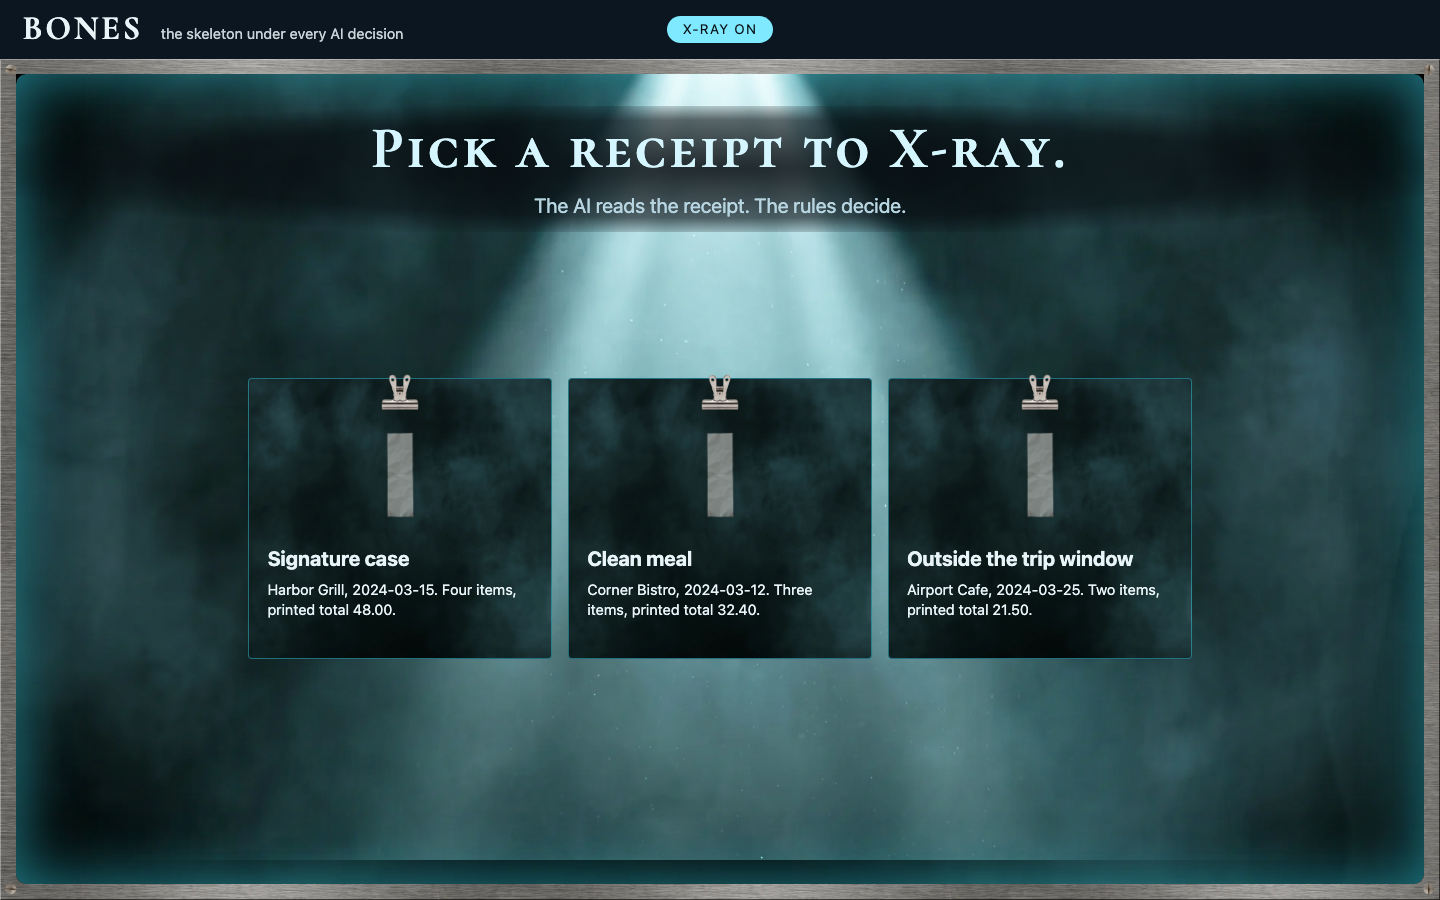 BONES
the skeleton under every AI decision
X-RAY ON
Pick a receipt to X-ray.
The AI reads the receipt. The rules decide.
Signature case
Harbor Grill, 2024-03-15. Four items,
printed total 48.00.
Clean meal
Corner Bistro, 2024-03-12. Three
items, printed total 32.40.
Outside the trip window
Airport Cafe, 2024-03-25. Two items,
printed total 21.50.